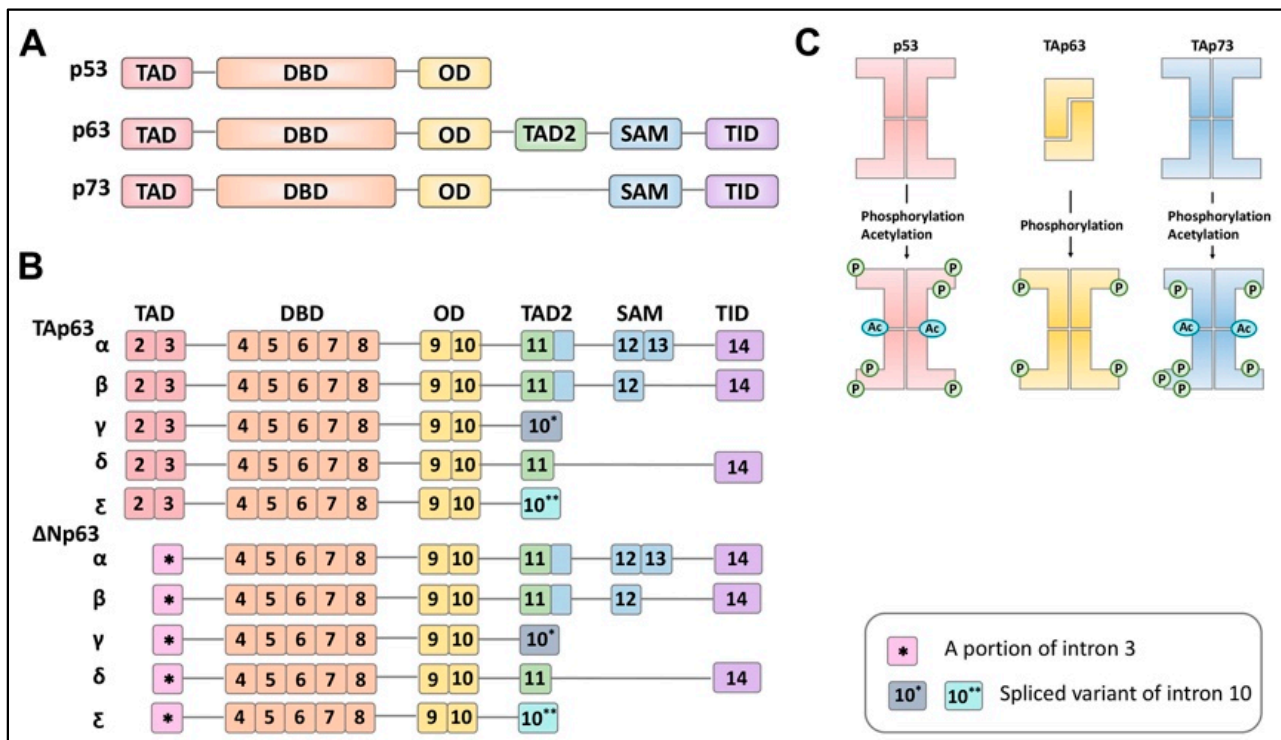 A
p53 TAD DBD OD
p63 TAD DBD OD TAD2 SAM TID
p73 TAD DBD OD SAM TID
B
TAD DBD OD TAD2 SAM TID
TAp63
α 2 3 4 5 6 7 8 9 10 11 12 13 14
β 2 3 4 5 6 7 8 9 10 11 12 14
γ 2 3 4 5 6 7 8 9 10 10*
δ 2 3 4 5 6 7 8 9 10 11 14
ξ 2 3 4 5 6 7 8 9 10 10**
ΔNp63
α * 4 5 6 7 8 9 10 11 12 13 14
β * 4 5 6 7 8 9 10 11 12 14
γ * 4 5 6 7 8 9 10 10*
δ * 4 5 6 7 8 9 10 11 14
ξ * 4 5 6 7 8 9 10 10**
C
p53 TAp63 TAp73
Phosphorylation Phosphorylation Phosphorylation
Acetylation Acetylation
P P P P P P P
P P
Ac Ac Ac Ac
P P P P P
P P P P P
* A portion of intron 3
10* 10** Spliced variant of intron 10